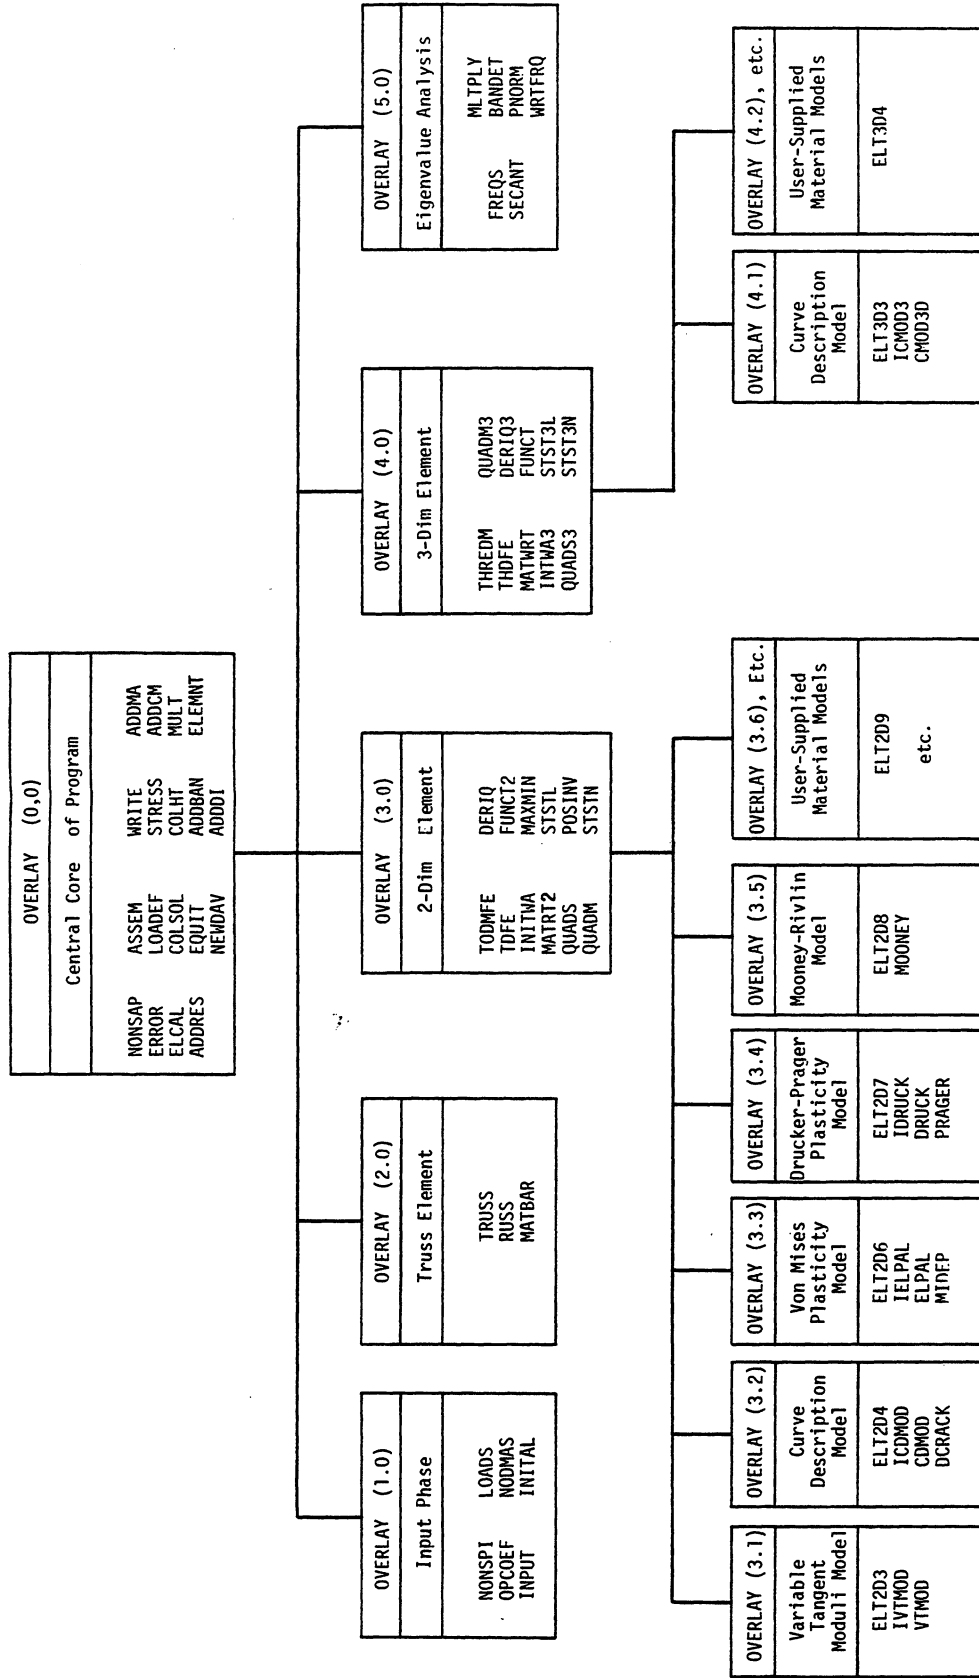 OVERLAY (0,0)
Central Core of Program
NONSAP ASSEM WRITE ADDMA
ERROR LOADEF STRESS ADDCM
ELCAL COLSOL COLHT MULT
ADDRES EQUIT ADDBAN ELEMNT
NEWDAV ADDDI
OVERLAY (1.0)
Input Phase
NONSPI LOADS
OPCOEF NODMAS
INPUT INITAL
OVERLAY (2.0)
Truss Element
TRUSS
RUSS
MATBAR
OVERLAY (3.0)
2-Dim Element
TODMFE DERIQ
TDFE FUNCT2
INITWA MAXMIN
MATRT2 STSTL
QUADS POSINV
QUADM STSTN
OVERLAY (4.0)
3-Dim Element
THREDM QUADM3
THDFE DERIQ3
MATWRT FUNCT
INTWA3 STST3L
QUADS3 STST3N
OVERLAY (5.0)
Eigenvalue Analysis
FREQS MLTPLY
SECANT BANDET
PNORM
WRTFRQ
OVERLAY (3.1)
Variable
Tangent
Moduli Model
ELT2D3
IVTMOD
VTMOD
OVERLAY (3.2)
Curve
Description
Model
ELT2D4
ICDMOD
CDMOD
DCRACK
OVERLAY (3.3)
Von Mises
Plasticity
Model
ELT2D6
IELPAL
ELPAL
MIDEP
OVERLAY (3.4)
Drucker-Prager
Plasticity
Model
ELT2D7
IDRUCK
DRUCK
PRAGER
OVERLAY (3.5)
Mooney-Rivlin
Model
ELT2D8
MOONEY
OVERLAY (3.6), Etc.
User-Supplied
Material Models
ELT2D9
etc.
OVERLAY (4.1)
Curve
Description
Model
ELT3D3
ICMOD3
CMOD3D
OVERLAY (4.2), etc.
User-Supplied
Material Models
ELT3D4